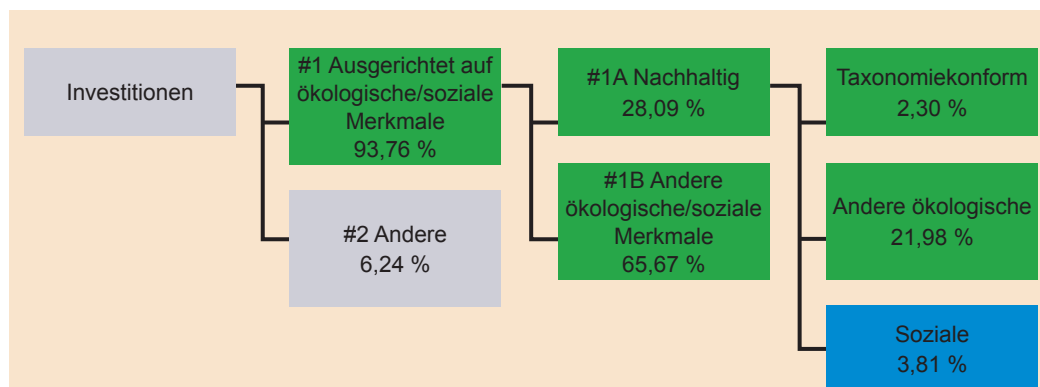 Investitionen
#1 Ausgerichtet auf
ökologische/soziale
Merkmale
93,76 %
#2 Andere
6,24 %
#1A Nachhaltig
28,09 %
#1B Andere
ökologische/soziale
Merkmale
65,67 %
Taxonomiekonform
2,30 %
Andere ökologische
21,98 %
Soziale
3,81 %